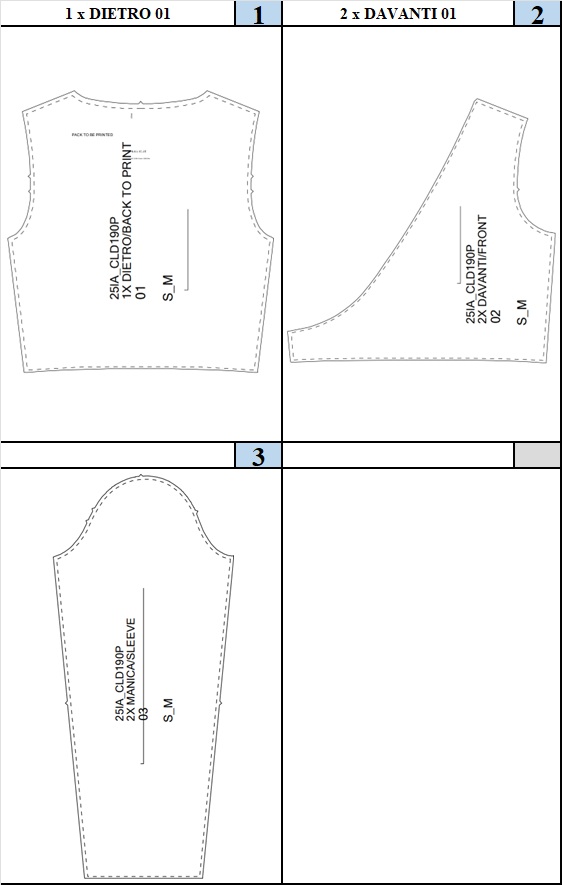 1 x DIETRO 01
1
2 x DAVANTI 01
2
PACK TO BE PRINTED
25IA_CLD190P
1X DIETRO/BACK TO PRINT
01
S_M
25IA_CLD190P
2X DAVANTI/FRONT
02
S_M
3
25IA_CLD190P
2X MANICA/SLEEVE
03
S_M